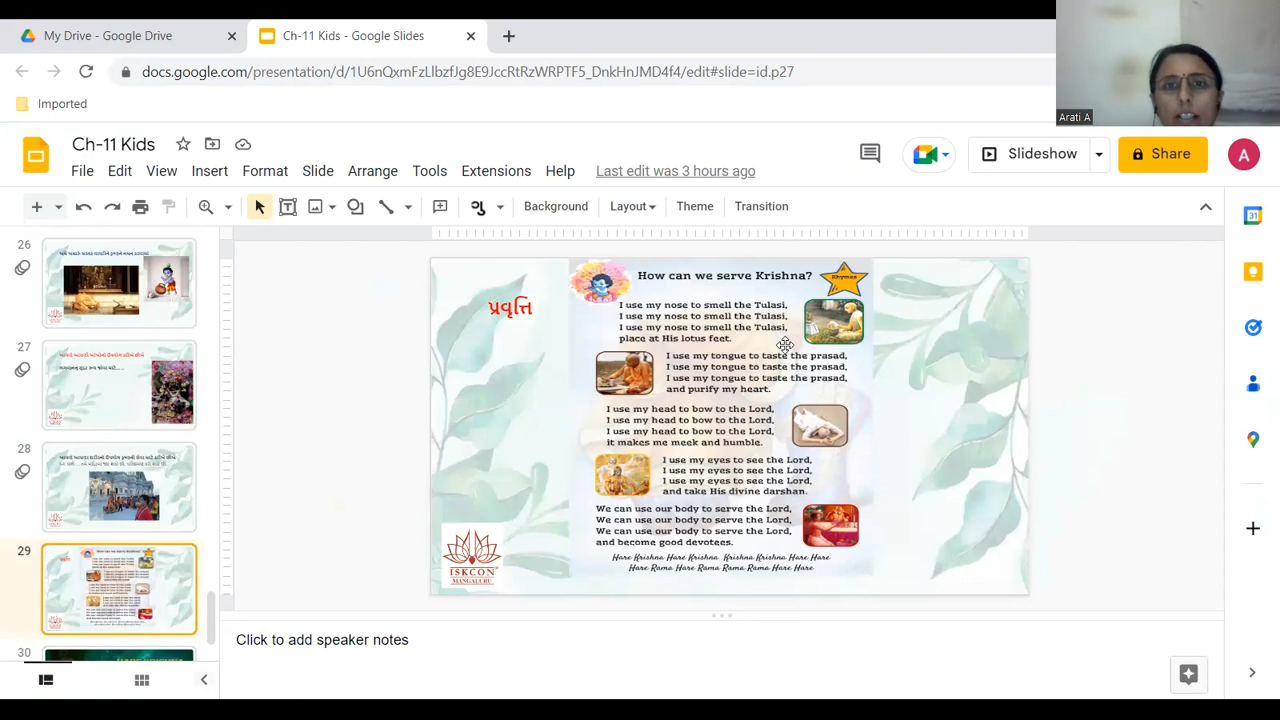 My Drive - Google Drive
Ch-11 Kids - Google Slides
docs.google.com/presentation/d/1U6nQxmFzLlbzfJg8E9JccRtRzWRPTF5_DnkHnJMD4f4/edit#slide=id.p27
Imported
Arati A
Ch-11 Kids
Slideshow
Share
A
File Edit View Insert Format Slide Arrange Tools Extensions Help Last edit was 3 hours ago
Background Layout Theme Transition
31
26
27
28
29
30
પ્રવૃત્તિ
How can we serve Krishna?
Rhymes
I use my nose to smell the Tulasi,
I use my nose to smell the Tulasi,
I use my nose to smell the Tulasi,
place at His lotus feet.
I use my tongue to taste the prasad,
I use my tongue to taste the prasad,
I use my tongue to taste the prasad,
and purify my heart.
I use my head to bow to the Lord,
I use my head to bow to the Lord,
I use my head to bow to the Lord,
it makes me meek and humble.
I use my eyes to see the Lord,
I use my eyes to see the Lord,
I use my eyes to see the Lord,
and take His divine darshan.
We can use our body to serve the Lord,
We can use our body to serve the Lord,
We can use our body to serve the Lord,
and become good devotees.
Hare Krishna Hare Krishna Krishna Krishna Hare Hare
Hare Rama Hare Rama Rama Rama Hare Hare
ISKCON
MANGALURU
Click to add speaker notes